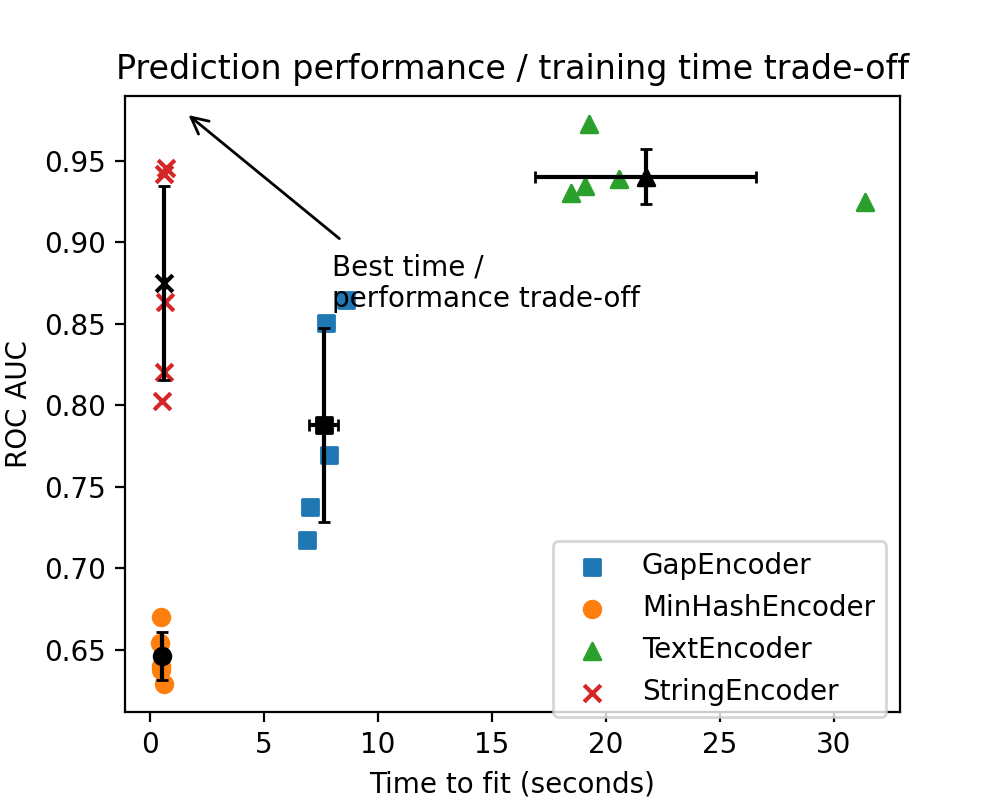 Prediction performance / training time trade-off
ROC AUC
0.95
0.90
0.85
0.80
0.75
0.70
0.65
Best time /
performance trade-off
GapEncoder
MinHashEncoder
TextEncoder
StringEncoder
0
5
10
15
20
25
30
Time to fit (seconds)